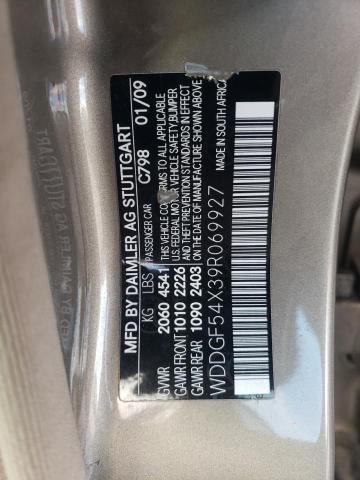 MFD BY DAIMLER AG STUTTGART
C798 01/09
KG LBS PASSENGER CAR
GVWR 2060 4541 THIS VEHICLE CONFORMS TO ALL APPLICABLE
GAWR FRONT 1010 2226 U.S. FEDERAL MOTOR VEHICLE SAFETY, BUMPER
AND THEFT PREVENTION STANDARDS IN EFFECT
GAWR REAR 1090 2403 ON THE DATE OF MANUFACTURE SHOWN ABOVE
WDDGF54X39R069927 MADE IN SOUTH AFRICA